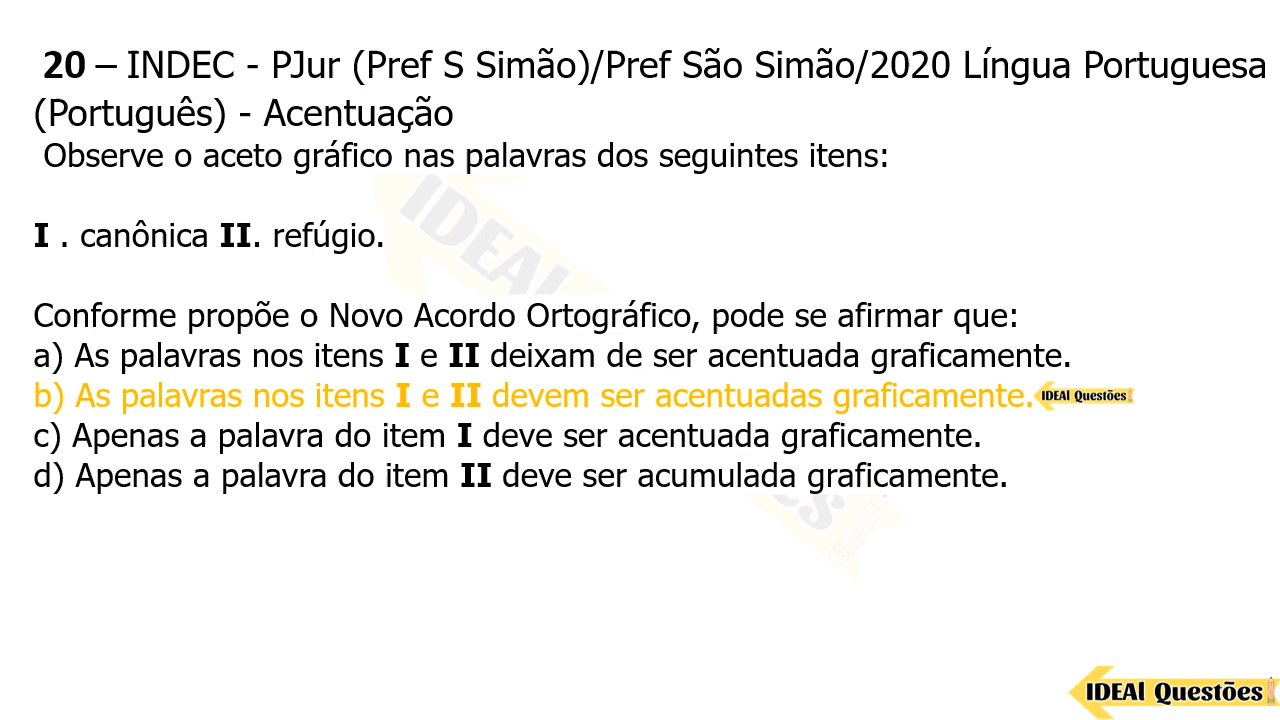 20 – INDEC - PJur (Pref S Simão)/Pref São Simão/2020 Língua Portuguesa
(Português) - Acentuação
Observe o aceto gráfico nas palavras dos seguintes itens:
I . canônica II. refúgio.
Conforme propõe o Novo Acordo Ortográfico, pode se afirmar que:
a) As palavras nos itens I e II deixam de ser acentuada graficamente.
b) As palavras nos itens I e II devem ser acentuadas graficamente. IDEAl Questões
c) Apenas a palavra do item I deve ser acentuada graficamente.
d) Apenas a palavra do item II deve ser acumulada graficamente.
IDEAl Questões